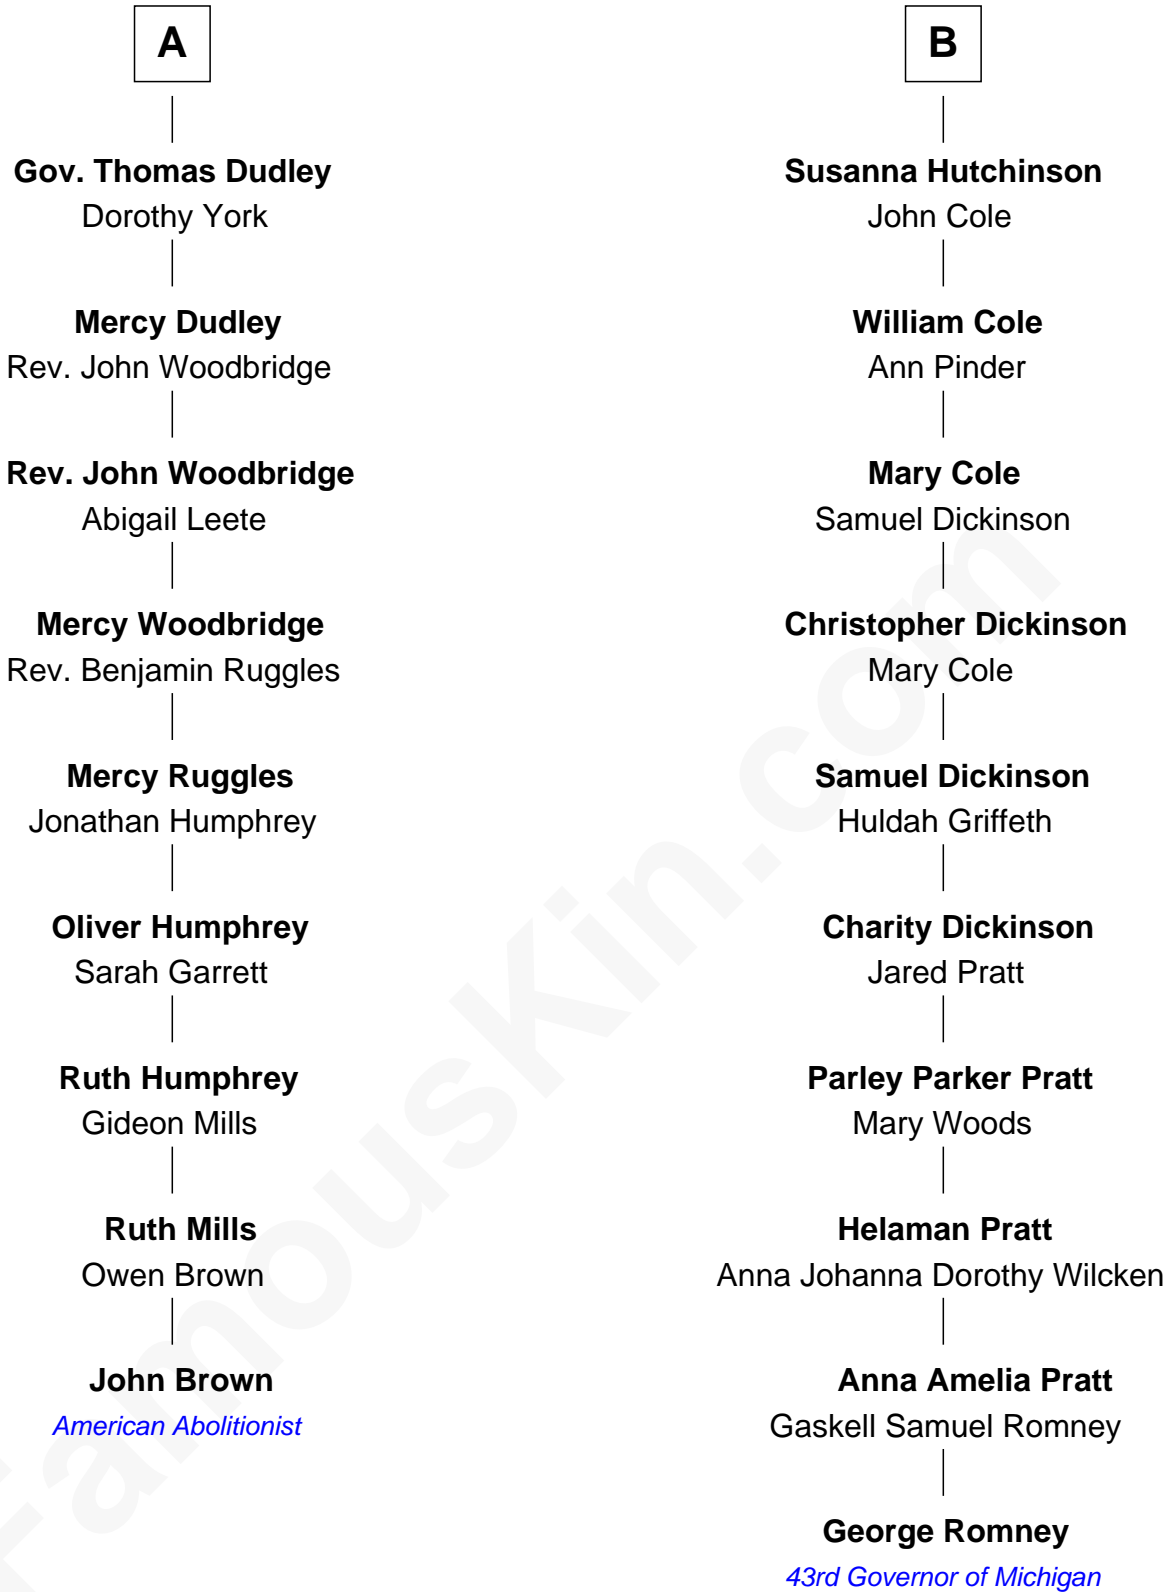 A
Gov. Thomas Dudley
Dorothy York
Mercy Dudley
Rev. John Woodbridge
Rev. John Woodbridge
Abigail Leete
Mercy Woodbridge
Rev. Benjamin Ruggles
Mercy Ruggles
Jonathan Humphrey
Oliver Humphrey
Sarah Garrett
Ruth Humphrey
Gideon Mills
Ruth Mills
Owen Brown
John Brown
American Abolitionist
B
Susanna Hutchinson
John Cole
William Cole
Ann Pinder
Mary Cole
Samuel Dickinson
Christopher Dickinson
Mary Cole
Samuel Dickinson
Huldah Griffeth
Charity Dickinson
Jared Pratt
Parley Parker Pratt
Mary Woods
Helaman Pratt
Anna Johanna Dorothy Wilcken
Anna Amelia Pratt
Gaskell Samuel Romney
George Romney
43rd Governor of Michigan
FamousKin.com